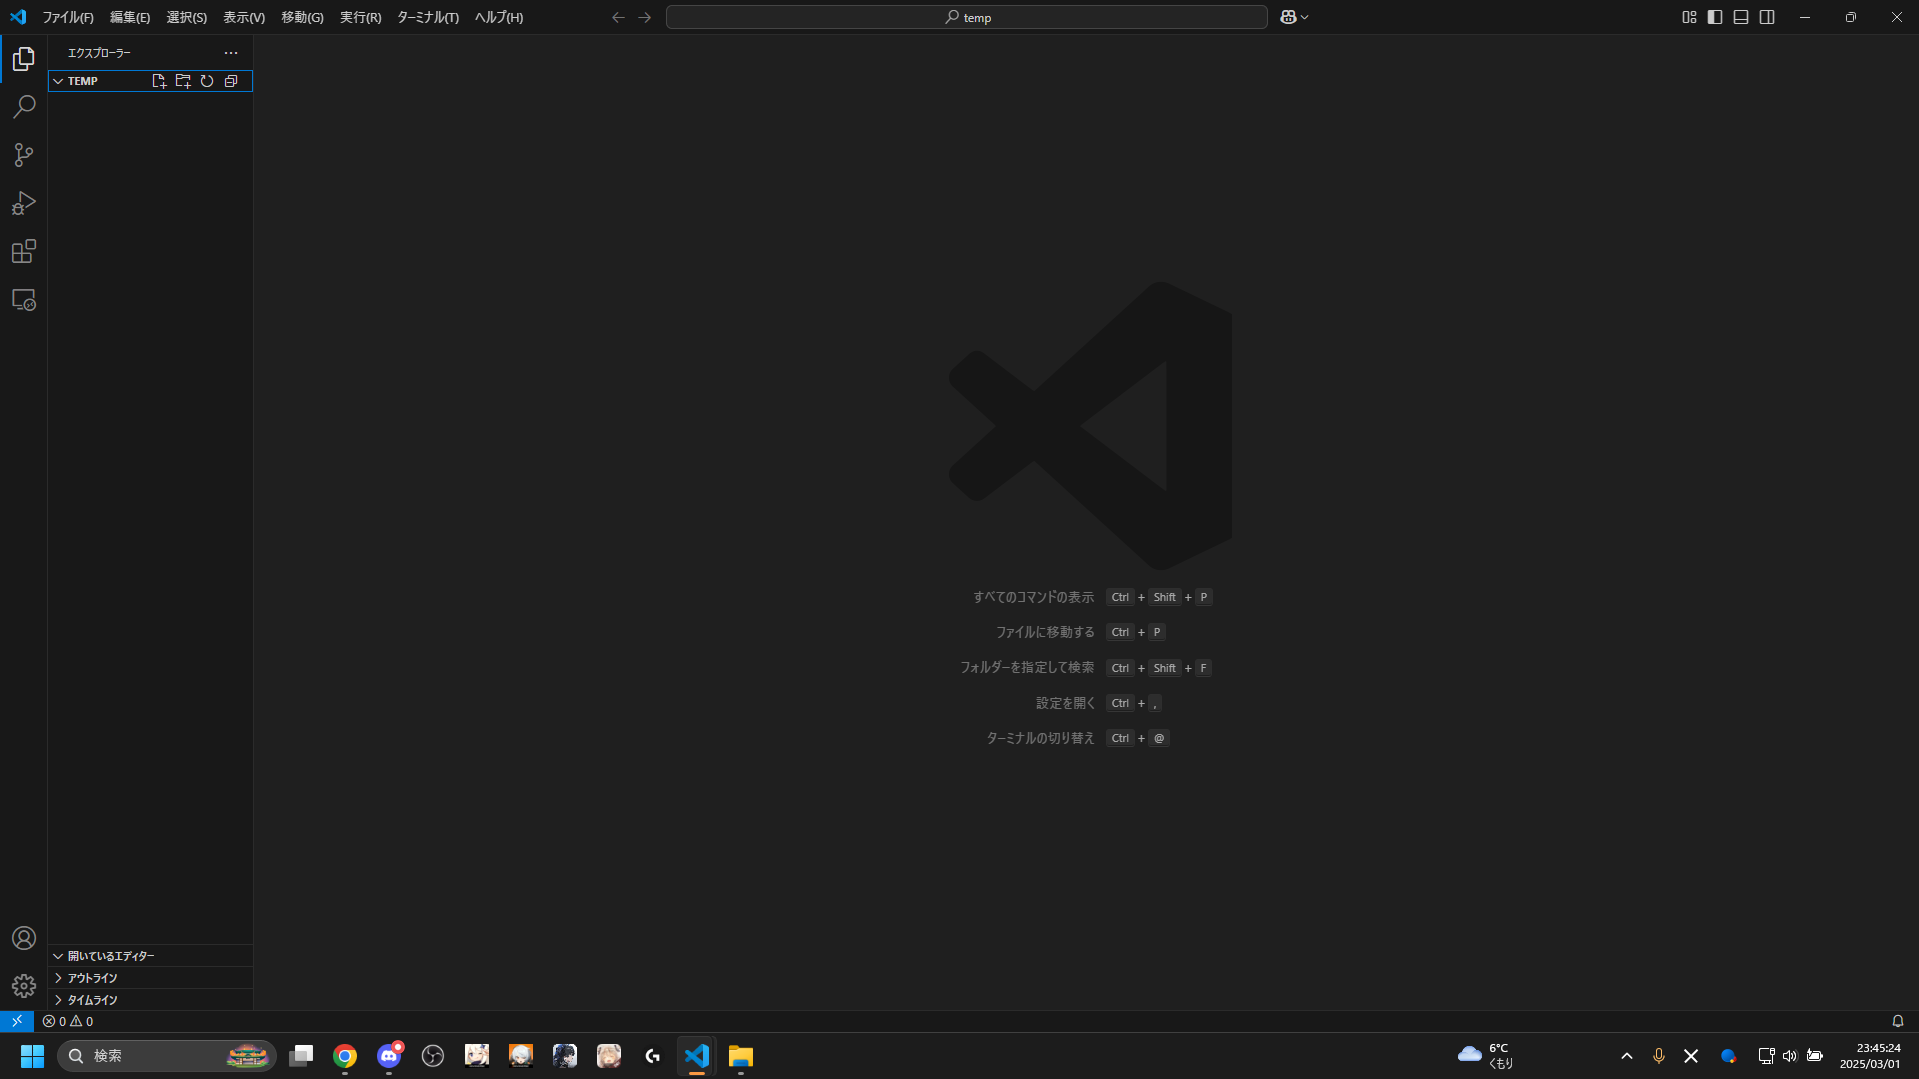 ファイル(F) 編集(E) 選択(S) 表示(V) 移動(G) 実行(R) ターミナル(T) ヘルプ(H) temp
エクスプローラー
TEMP
すべてのコマンドの表示 Ctrl + Shift + P
ファイルに移動する Ctrl + P
フォルダーを指定して検索 Ctrl + Shift + F
設定を開く Ctrl + ,
ターミナルの切り替え Ctrl + @
開いているエディター
アウトライン
タイムライン
0 0
検索
6°C
くもり
23:45:24
2025/03/01